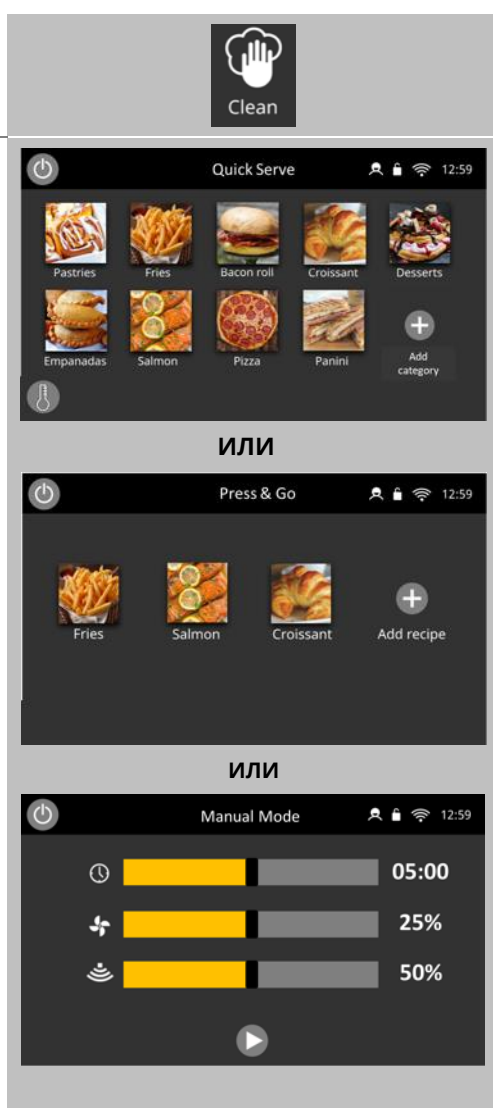 Clean
Quick Serve 12:59
Pastries Fries Bacon roll Croissant Desserts
Empanadas Salmon Pizza Panini Add
category
или
Press & Go 12:59
Fries Salmon Croissant Add recipe
или
Manual Mode 12:59
05:00
25%
50%